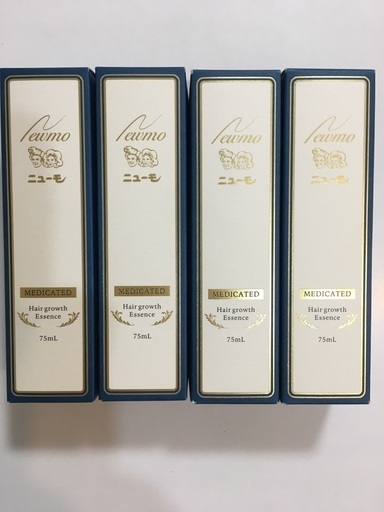 Newmo
ニューモ
MEDICATED
Hair growth
Essence
75mL
Newmo
ニューモ
MEDICATED
Hair growth
Essence
75mL
Newmo
ニューモ
MEDICATED
Hair growth
Essence
75mL
Newmo
ニューモ
MEDICATED
Hair growth
Essence
75mL